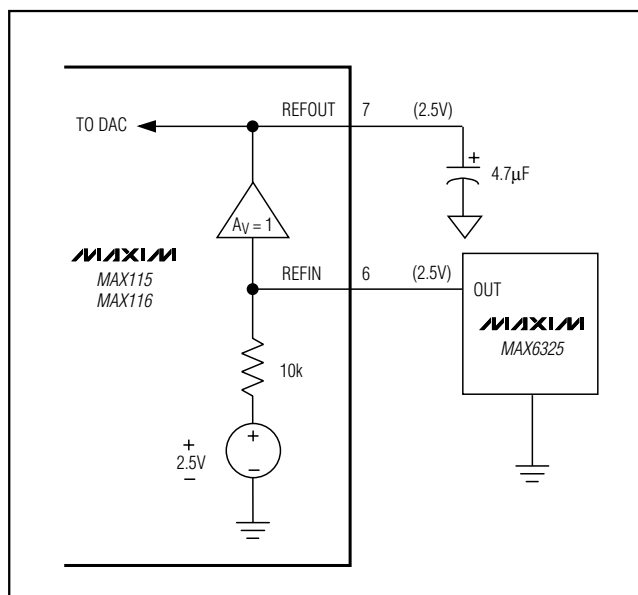 REFOUT 7 (2.5V)
TO DAC
+
4.7µF
AV = 1
MAXIM
MAX115
MAX116
REFIN 6 (2.5V)
OUT
MAXIM
MAX6325
10k
+
2.5V
−
+
−